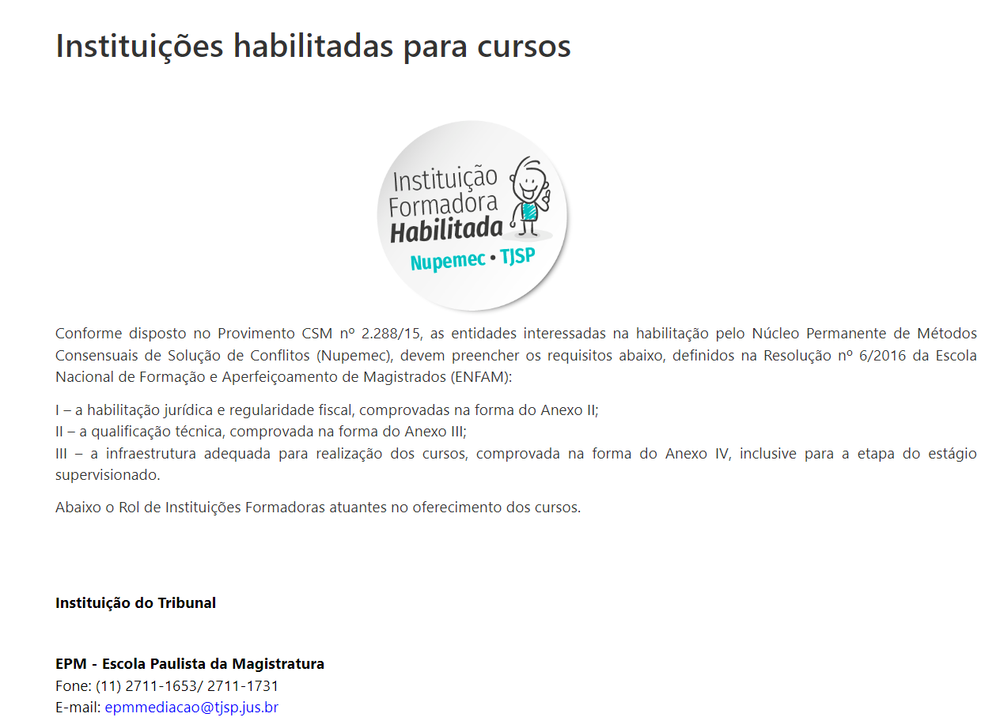 Instituições habilitadas para cursos
Instituição
Formadora
Habilitada
Nupemec • TJSP
Conforme disposto no Provimento CSM nº 2.288/15, as entidades interessadas na habilitação pelo Núcleo Permanente de Métodos
Consensuais de Solução de Conflitos (Nupemec), devem preencher os requisitos abaixo, definidos na Resolução nº 6/2016 da Escola
Nacional de Formação e Aperfeiçoamento de Magistrados (ENFAM):
I – a habilitação jurídica e regularidade fiscal, comprovadas na forma do Anexo II;
II – a qualificação técnica, comprovada na forma do Anexo III;
III – a infraestrutura adequada para realização dos cursos, comprovada na forma do Anexo IV, inclusive para a etapa do estágio
supervisionado.
Abaixo o Rol de Instituições Formadoras atuantes no oferecimento dos cursos.
Instituição do Tribunal
EPM - Escola Paulista da Magistratura
Fone: (11) 2711-1653/ 2711-1731
E-mail: epmmediacao@tjsp.jus.br